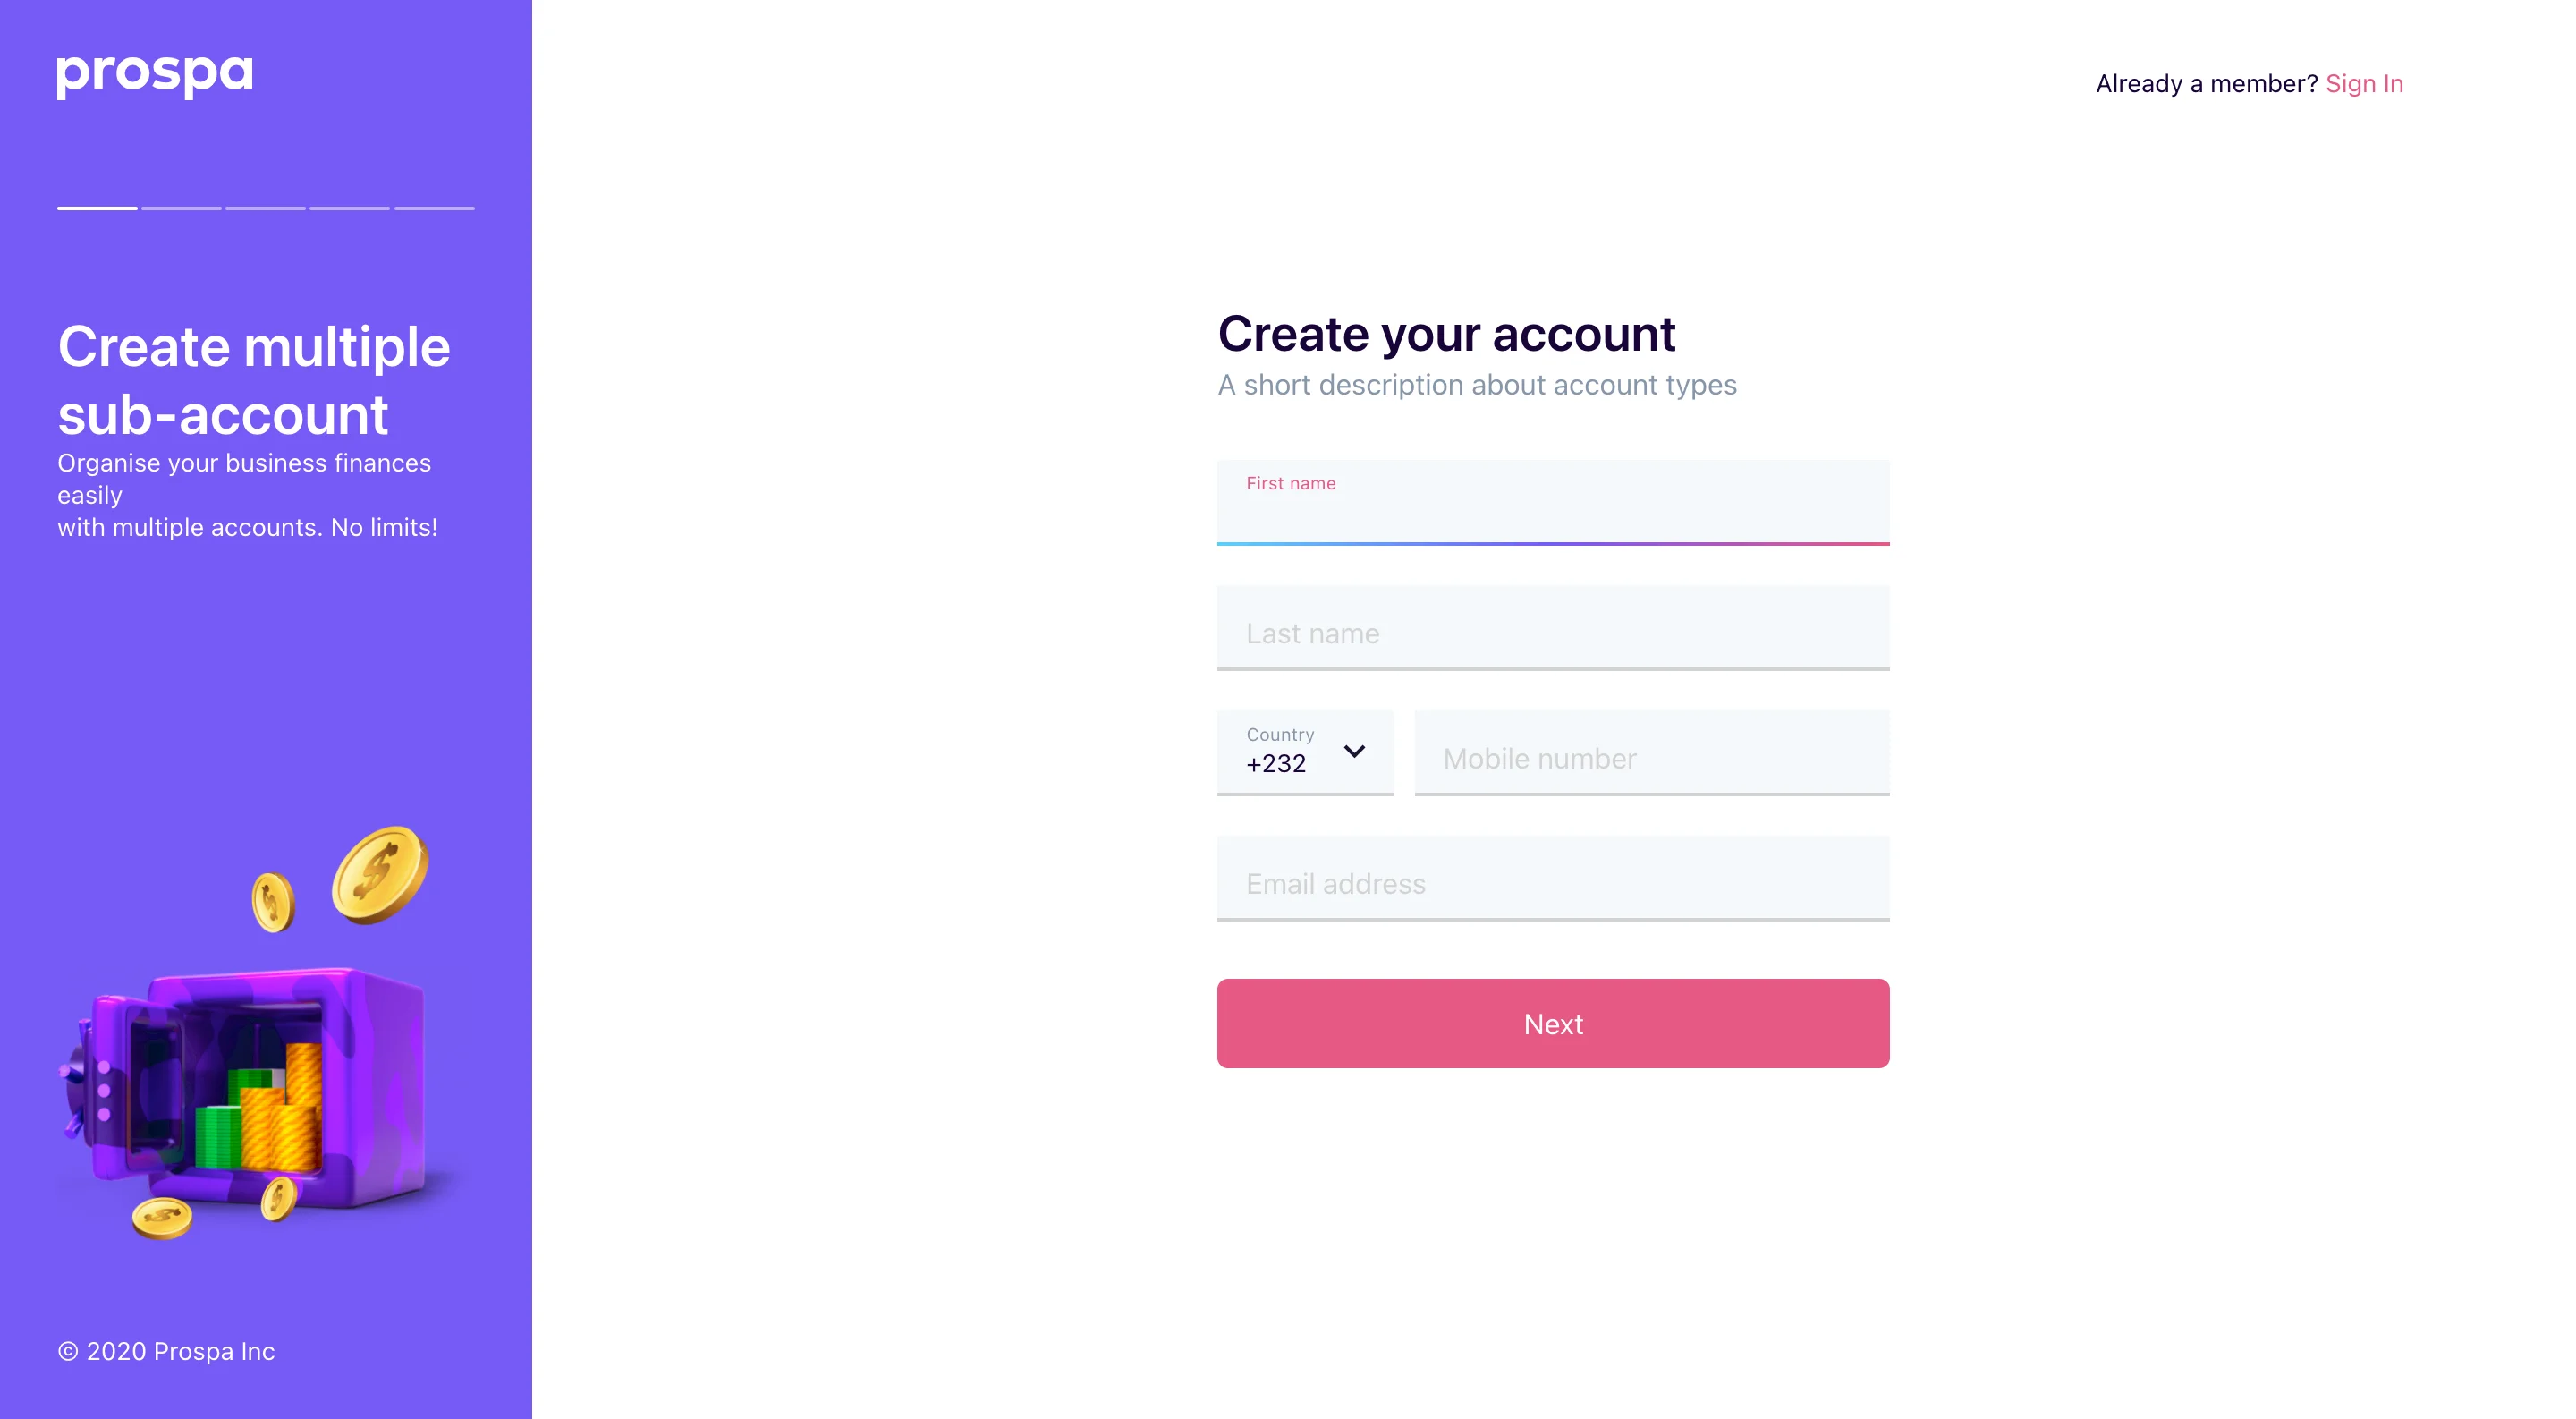 prospa
Already a member? Sign In
Create multiple
sub-account
Organise your business finances
easily
with multiple accounts. No limits!
© 2020 Prospa Inc
Create your account
A short description about account types
First name
Last name
Country
+232
Mobile number
Email address
Next